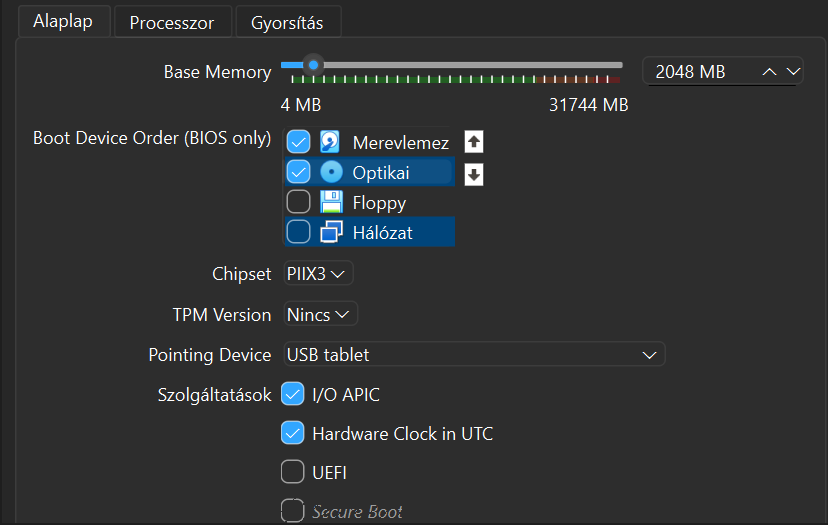 Alaplap Processzor Gyorsítás
Base Memory 2048 MB
4 MB 31744 MB
Boot Device Order (BIOS only) Merevlemez
Optikai
Floppy
Hálózat
Chipset PIIX3
TPM Version Nincs
Pointing Device USB tablet
Szolgáltatások I/O APIC
Hardware Clock in UTC
UEFI
Secure Boot